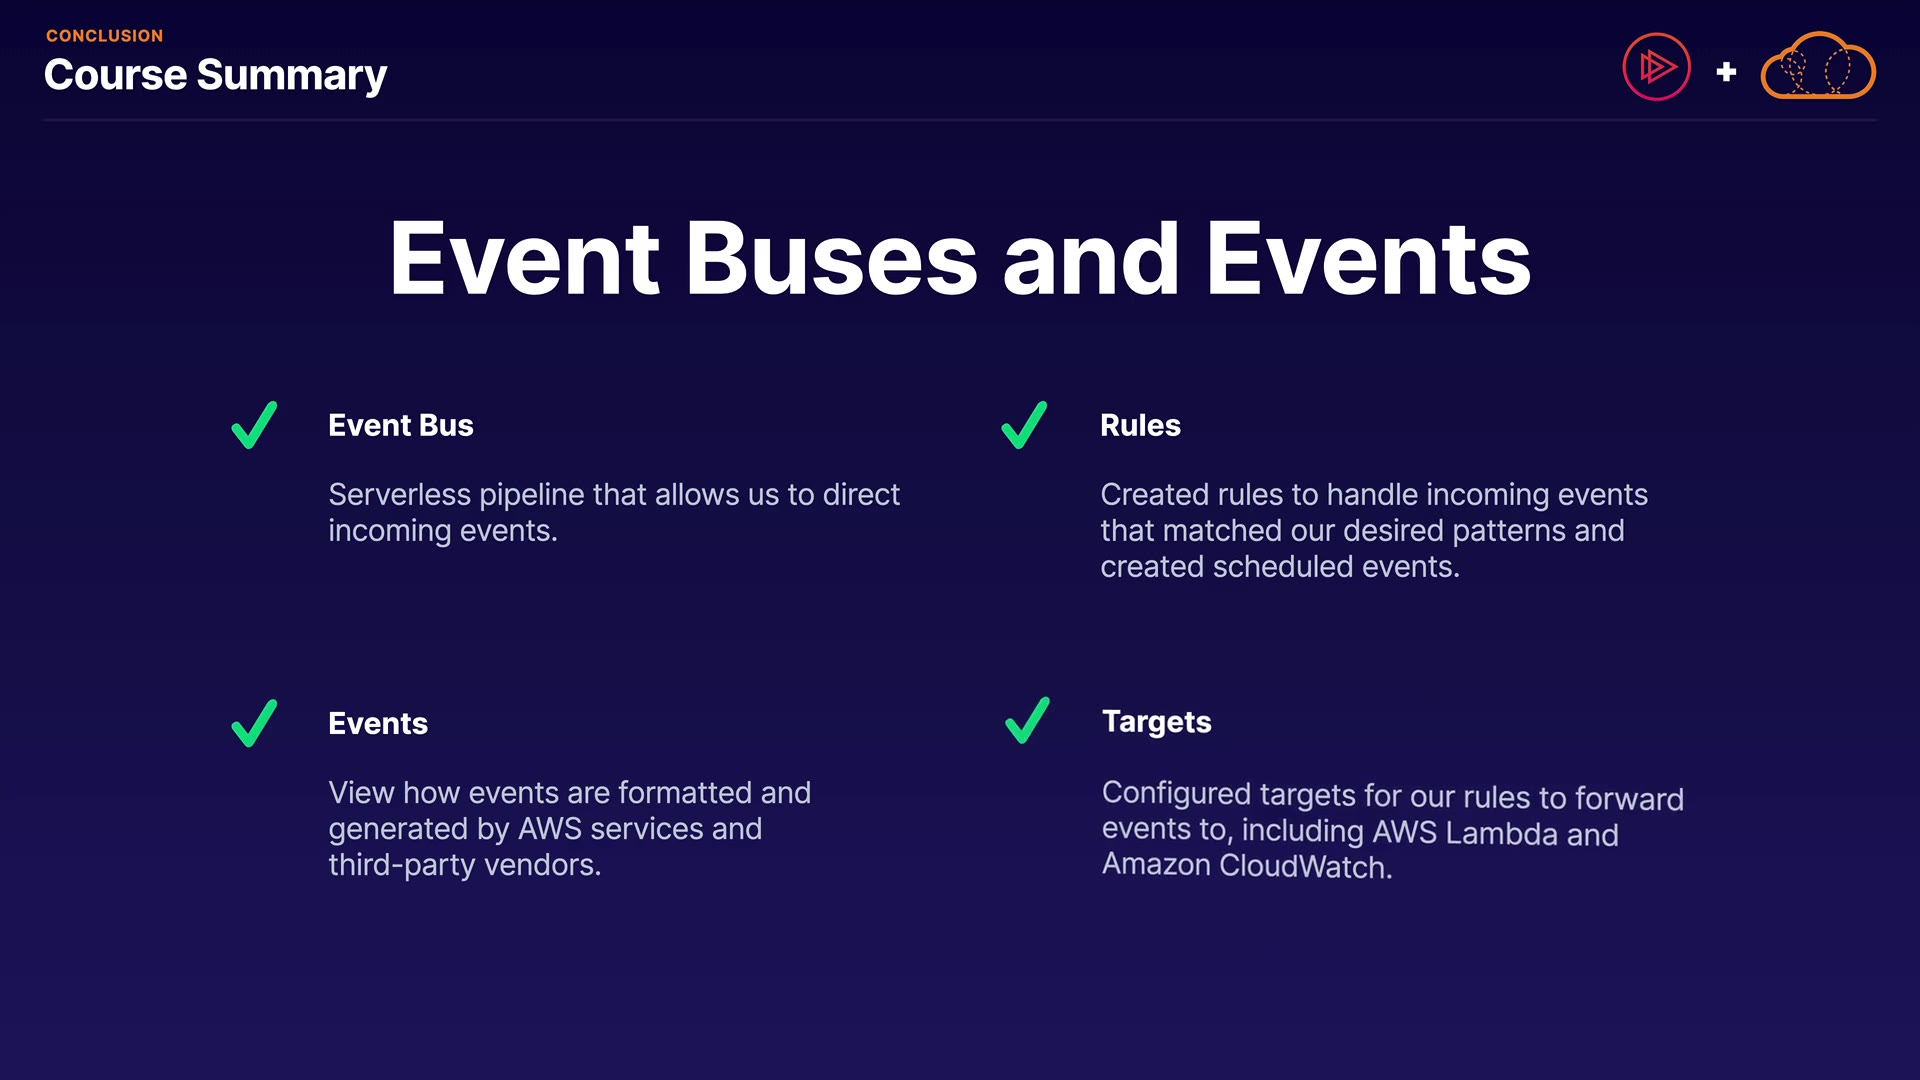 CONCLUSION
Course Summary
Event Buses and Events
Event Bus
Serverless pipeline that allows us to direct
incoming events.
Rules
Created rules to handle incoming events
that matched our desired patterns and
created scheduled events.
Events
View how events are formatted and
generated by AWS services and
third-party vendors.
Targets
Configured targets for our rules to forward
events to, including AWS Lambda and
Amazon CloudWatch.